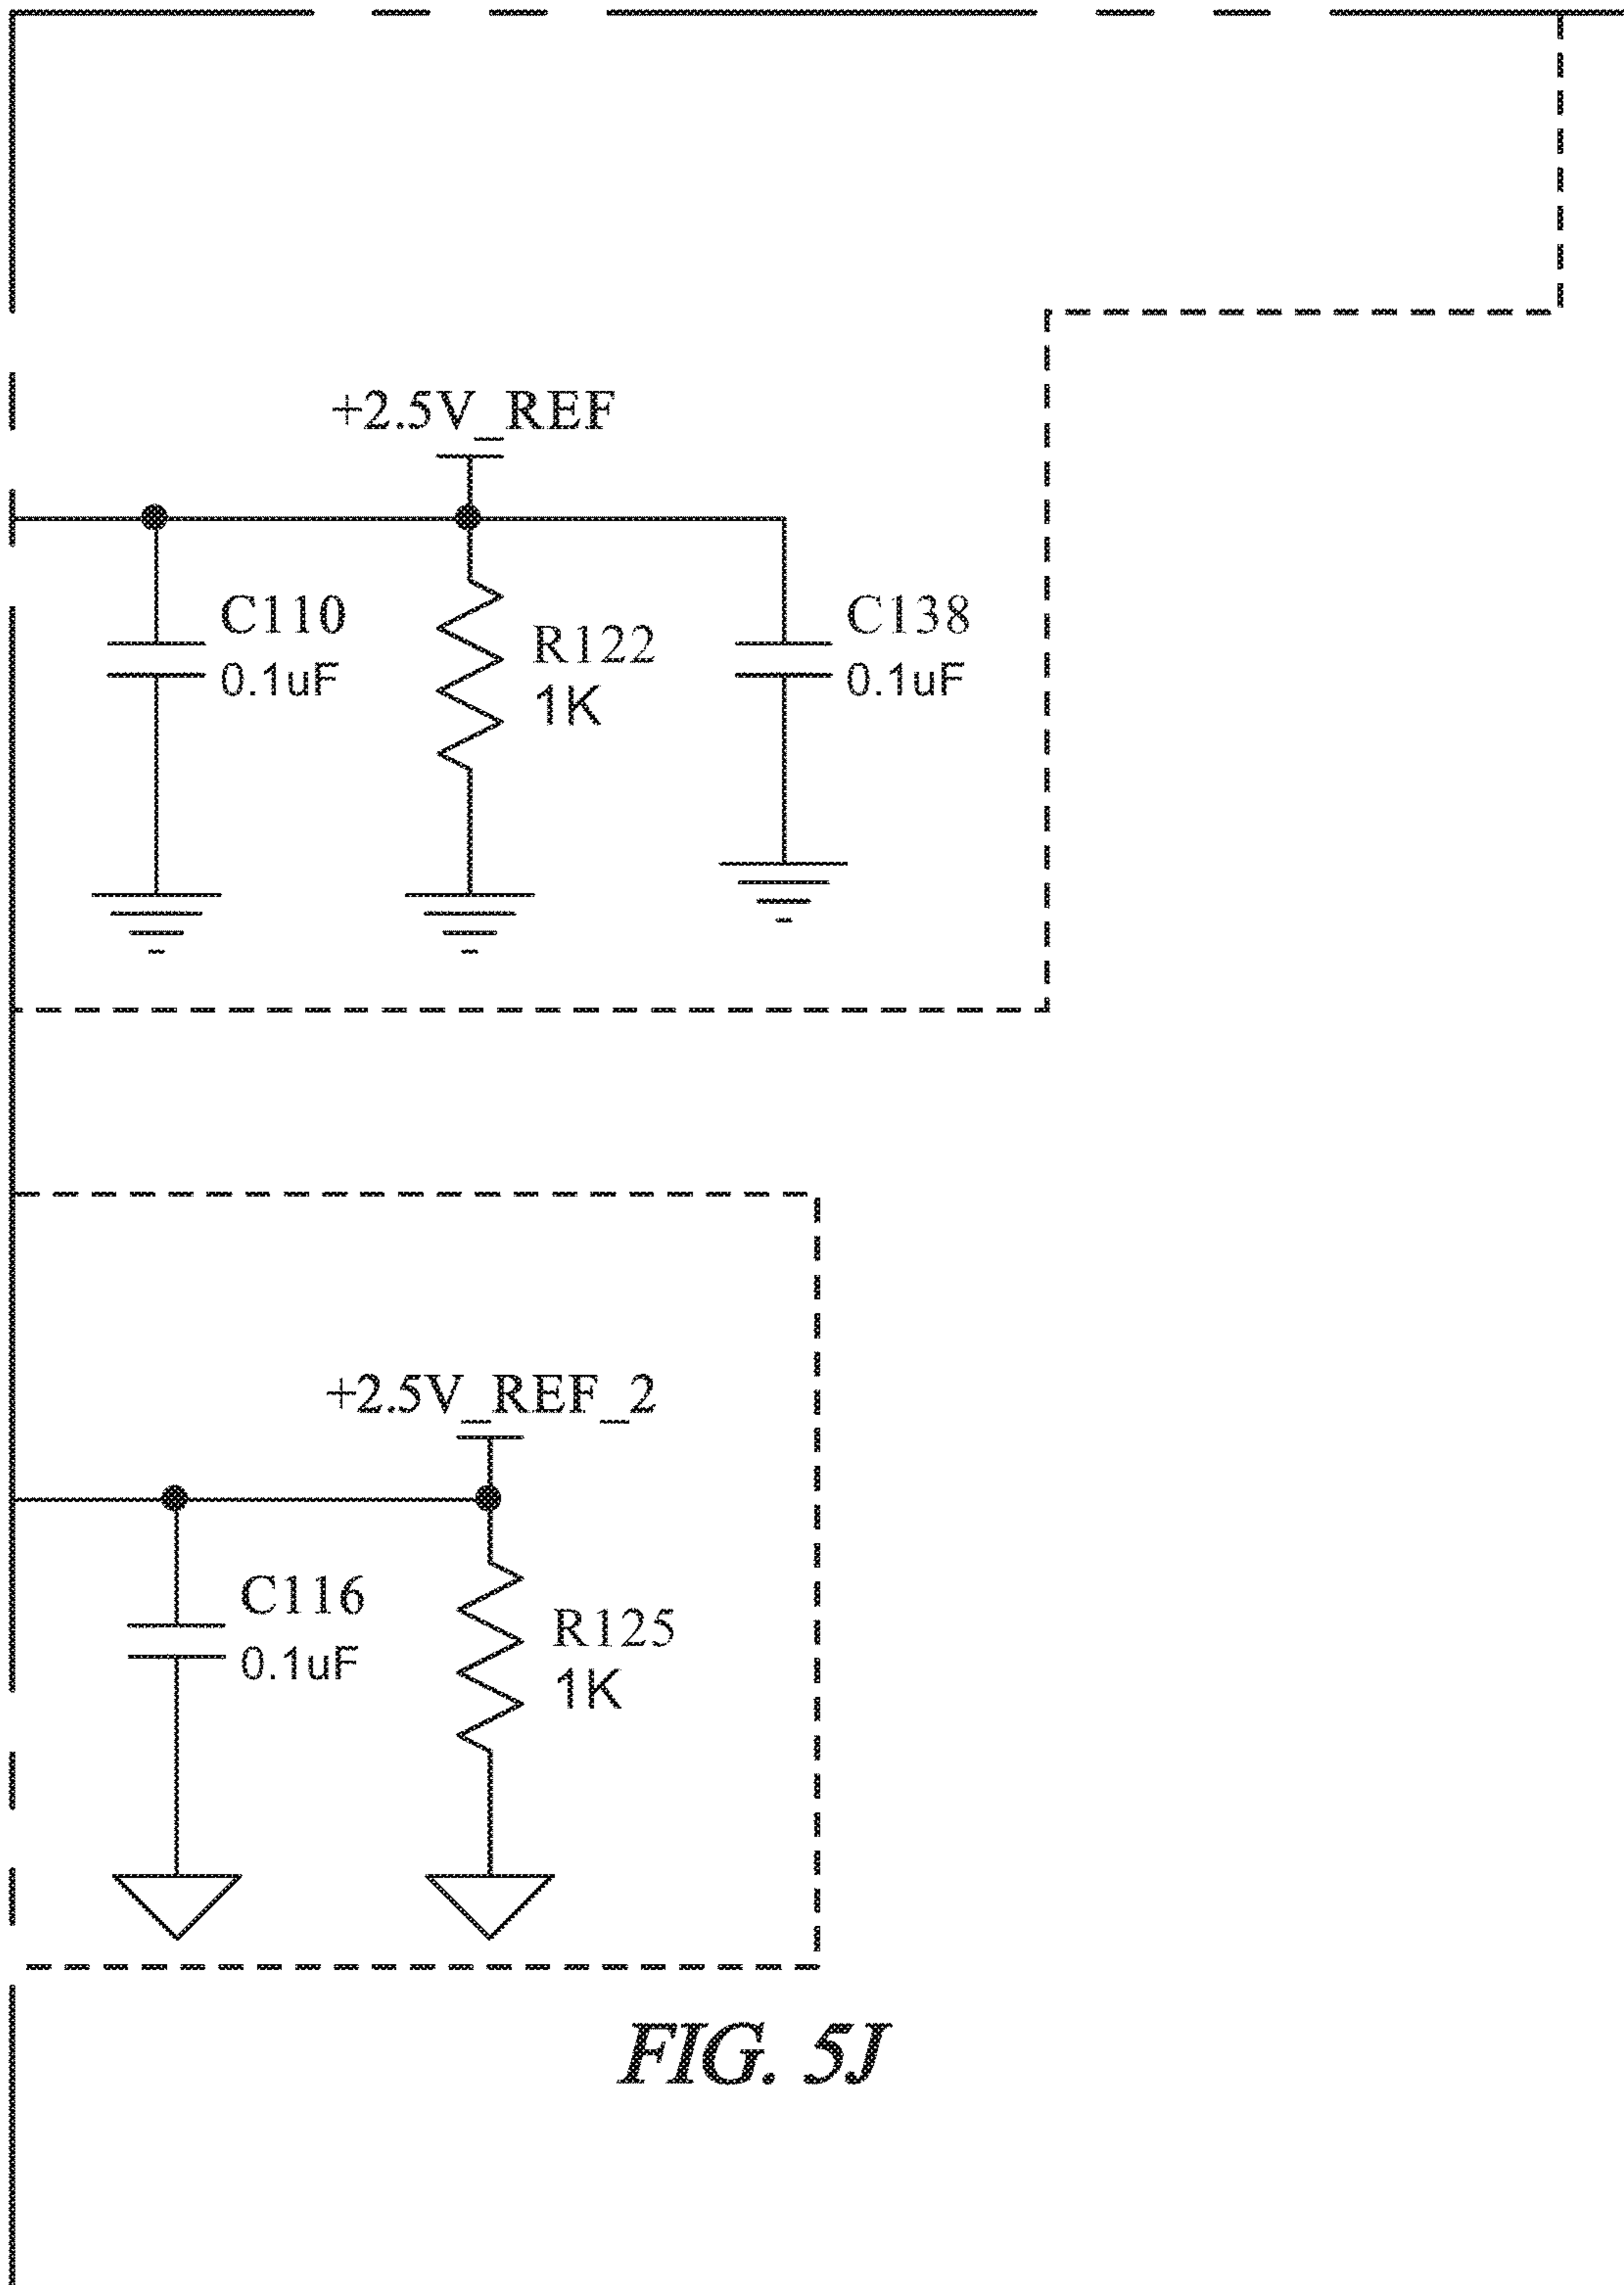 +2.5V_REF
C110
0.1uF
R122
1K
C138
0.1uF
+2.5V_REF_2
C116
0.1uF
R125
1K
FIG. 5J